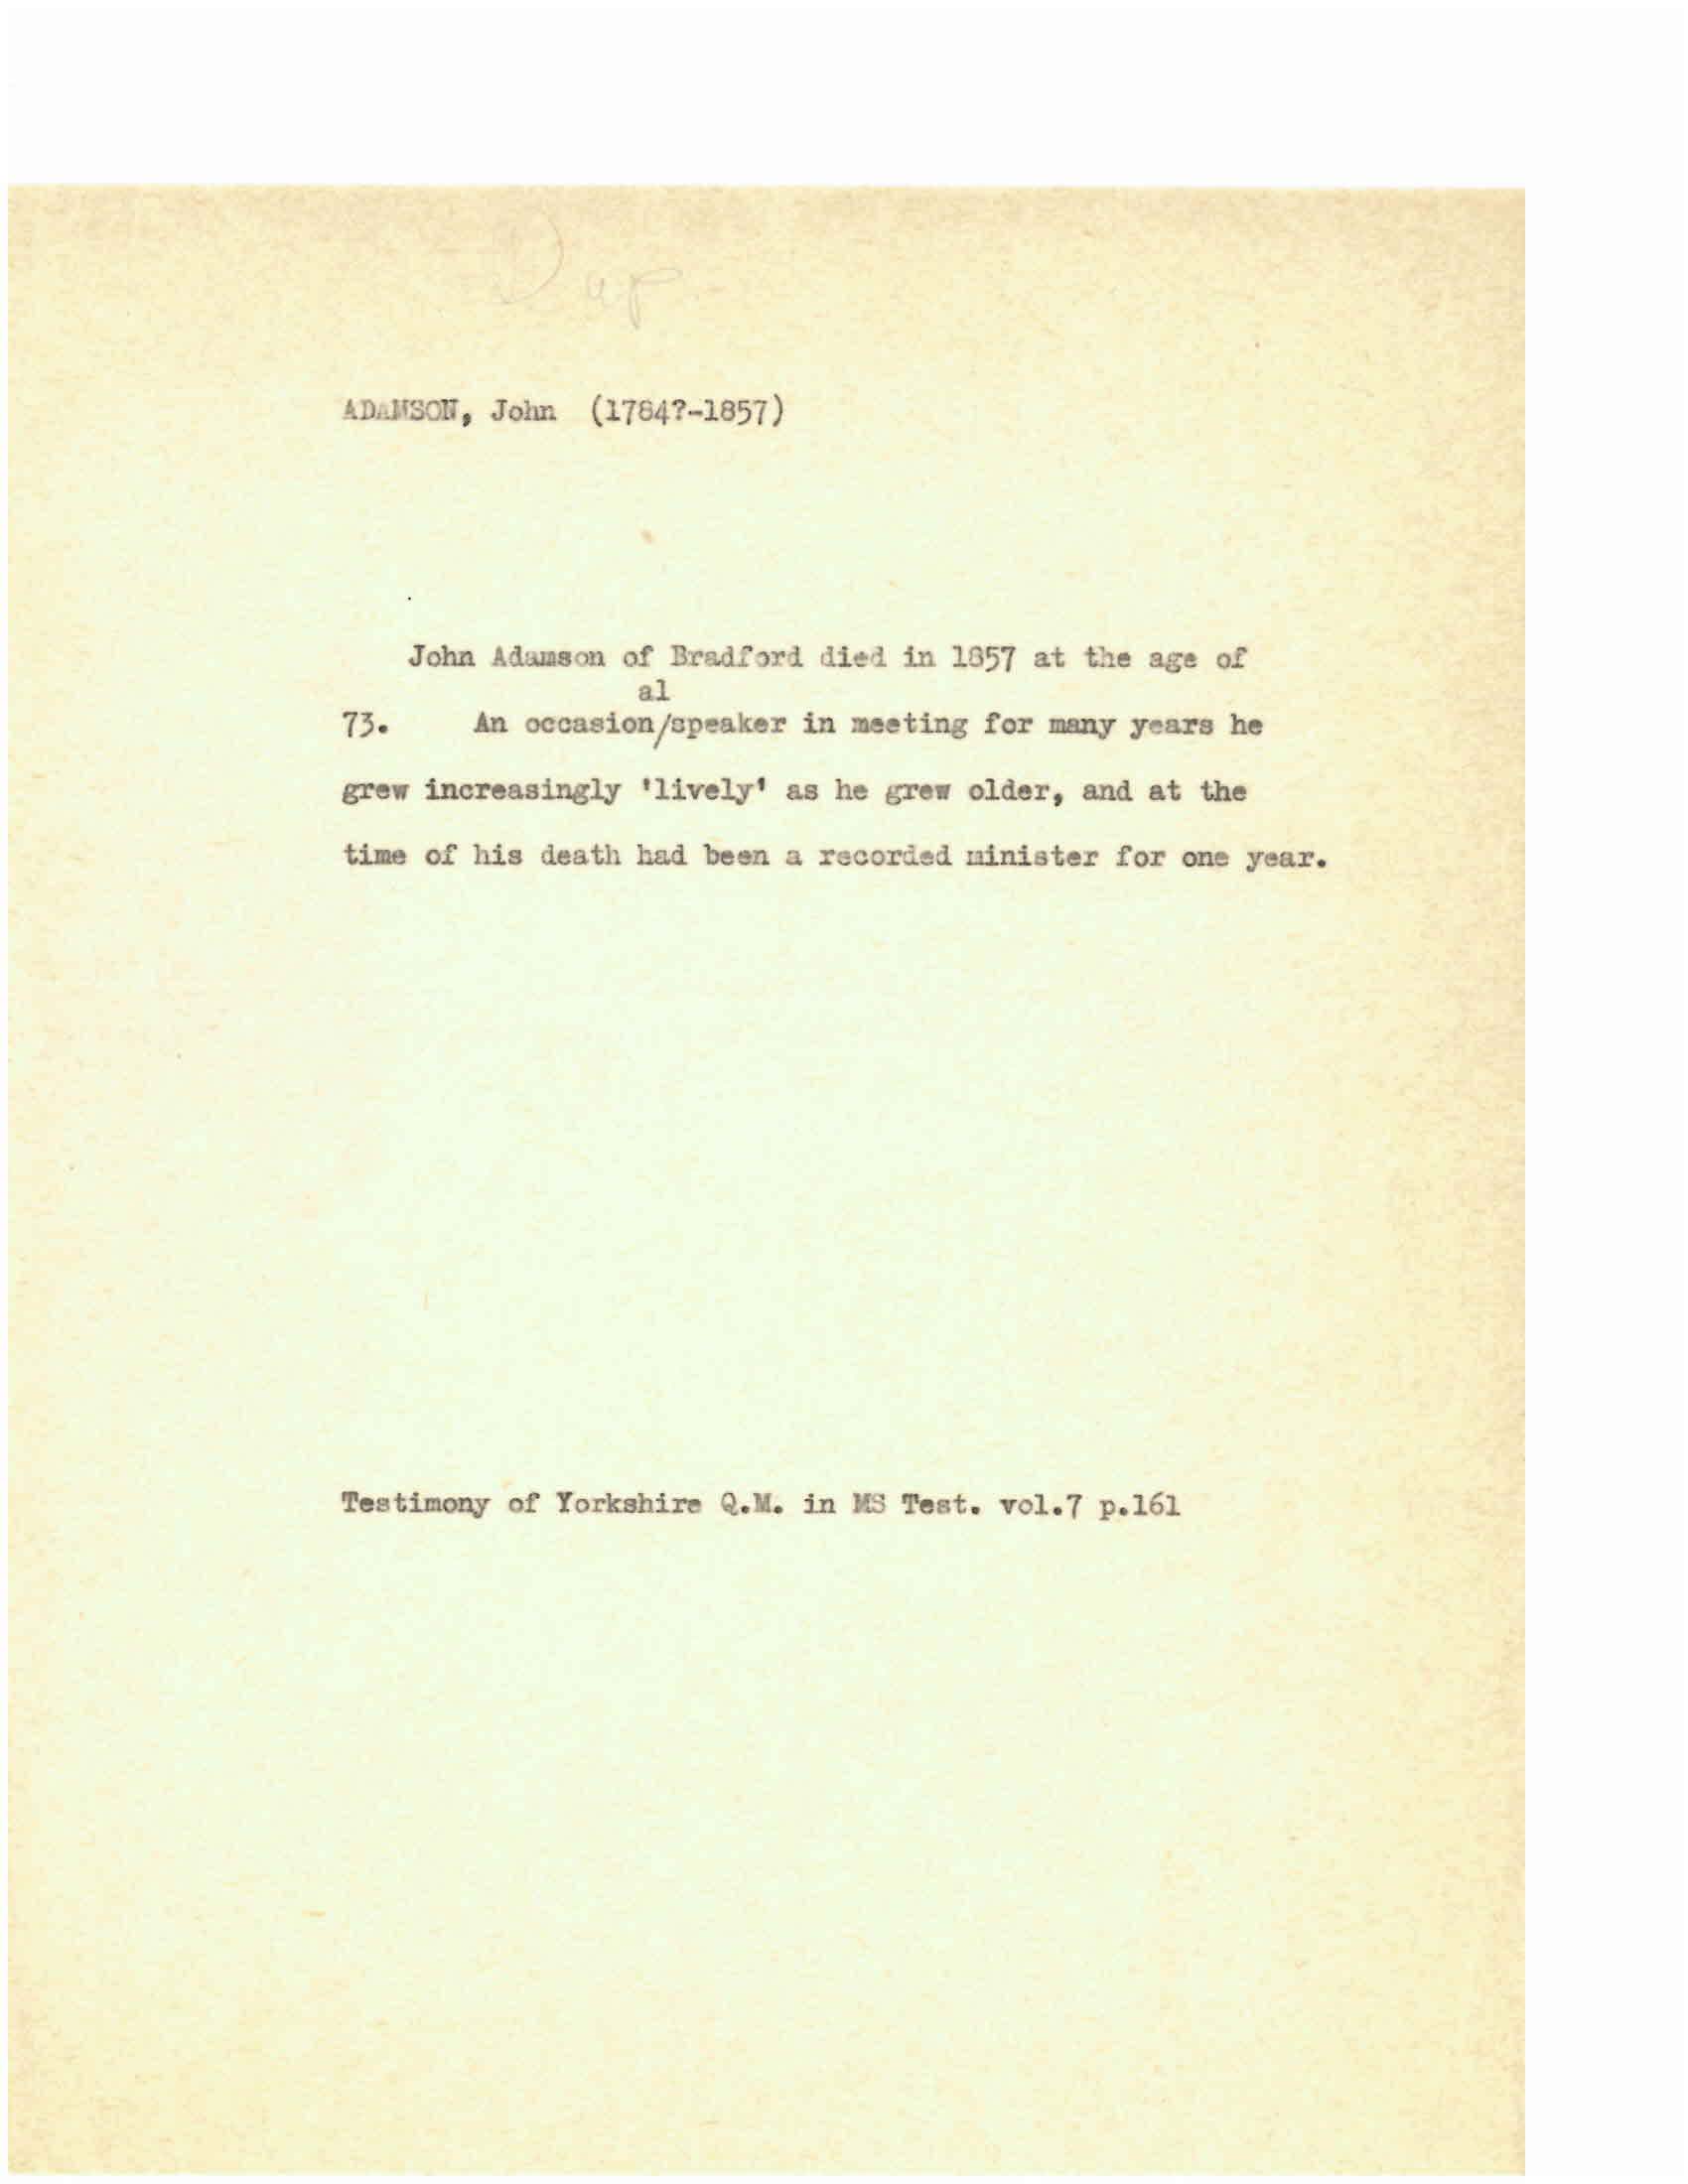 Dup
ADAMSON, John (1784?-1857)
John Adamson of Bradford died in 1857 at the age of
al
73. An occasion/speaker in meeting for many years he
grew increasingly 'lively' as he grew older, and at the
time of his death had been a recorded minister for one year.
Testimony of Yorkshire Q.M. in MS Test. vol.7 p.161